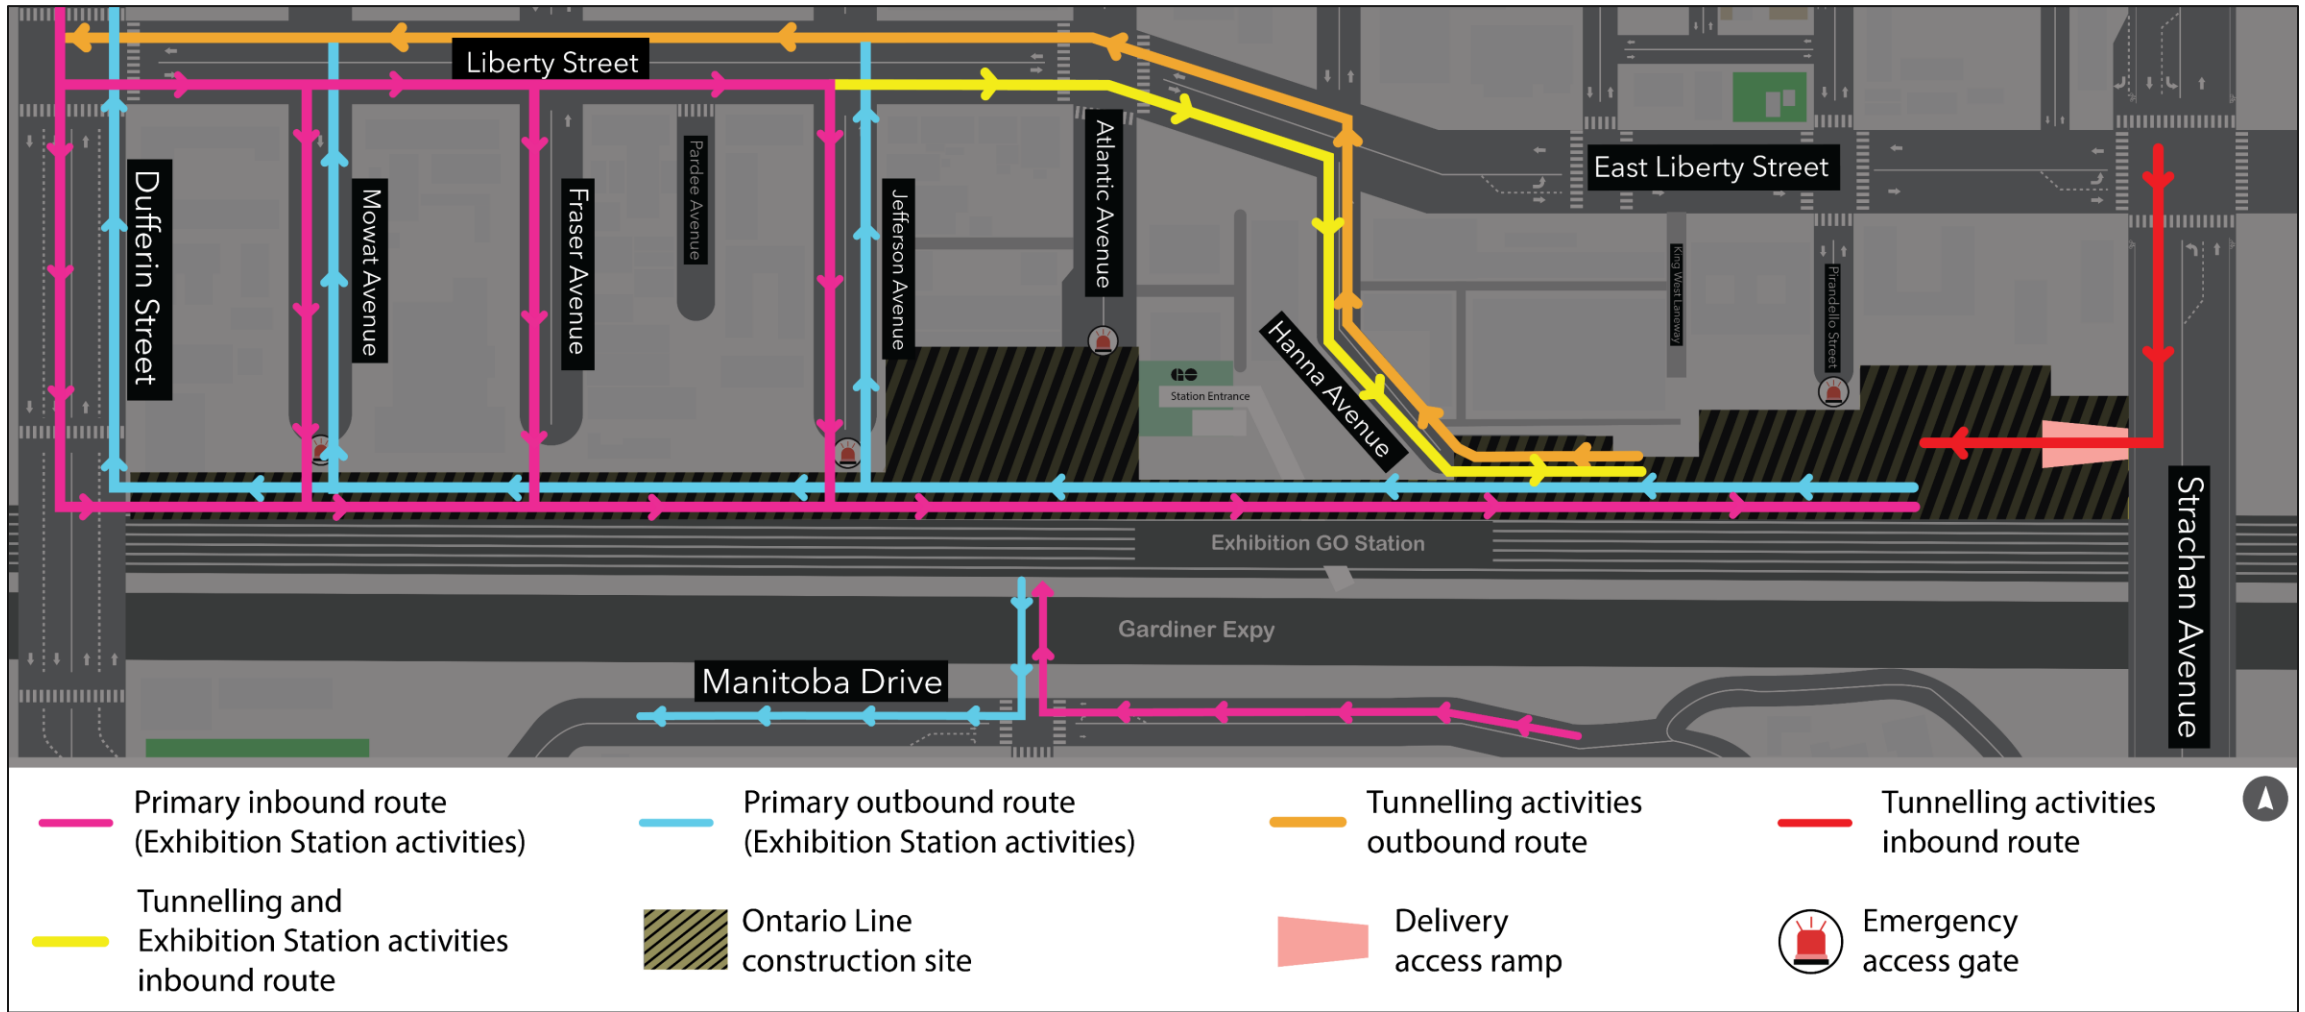 Liberty Street
East Liberty Street
Dufferin Street
Mowat Avenue
Fraser Avenue
Pardee Avenue
Jefferson Avenue
Atlantic Avenue
Hanna Avenue
King West Laneway
Pirandello Street
Strachan Avenue
GO
Station Entrance
Exhibition GO Station
Gardiner Expy
Manitoba Drive
Primary inbound route
(Exhibition Station activities)
Primary outbound route
(Exhibition Station activities)
Tunnelling activities
outbound route
Tunnelling activities
inbound route
Tunnelling and
Exhibition Station activities
inbound route
Ontario Line
construction site
Delivery
access ramp
Emergency
access gate